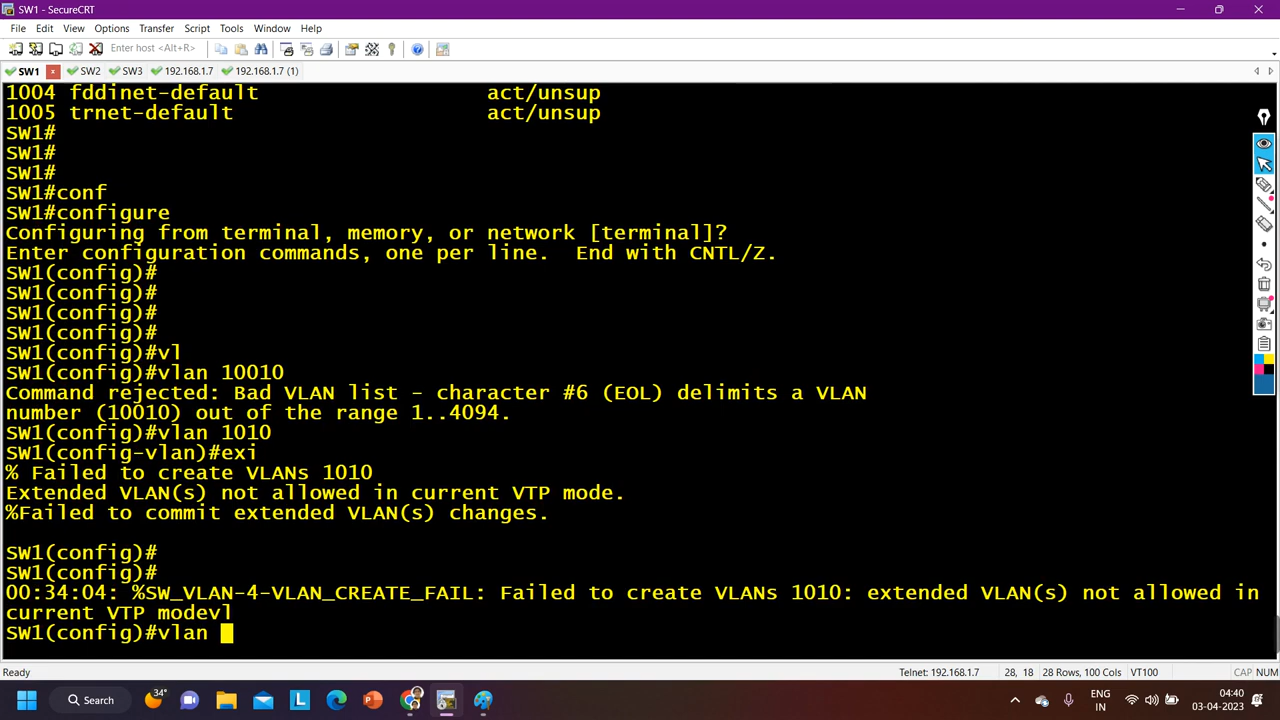 SW1 - SecureCRT
File Edit View Options Transfer Script Tools Window Help
Enter host <Alt+R>
SW1 SW2 SW3 192.168.1.7 192.168.1.7 (1)
1004 fddinet-default act/unsup
1005 trnet-default act/unsup
SW1#
SW1#
SW1#
SW1#conf
SW1#configure
Configuring from terminal, memory, or network [terminal]?
Enter configuration commands, one per line. End with CNTL/Z.
SW1(config)#
SW1(config)#
SW1(config)#
SW1(config)#
SW1(config)#vl
SW1(config)#vlan 10010
Command rejected: Bad VLAN list - character #6 (EOL) delimits a VLAN
number (10010) out of the range 1..4094.
SW1(config)#vlan 1010
SW1(config-vlan)#exi
% Failed to create VLANs 1010
Extended VLAN(s) not allowed in current VTP mode.
%Failed to commit extended VLAN(s) changes.
SW1(config)#
SW1(config)#
00:34:04: %SW_VLAN-4-VLAN_CREATE_FAIL: Failed to create VLANs 1010: extended VLAN(s) not allowed in
current VTP modevl
SW1(config)#vlan
Ready Telnet: 192.168.1.7 28, 18 28 Rows, 100 Cols VT100 CAP NUM
34° Search L ENG 04:40
IN 03-04-2023